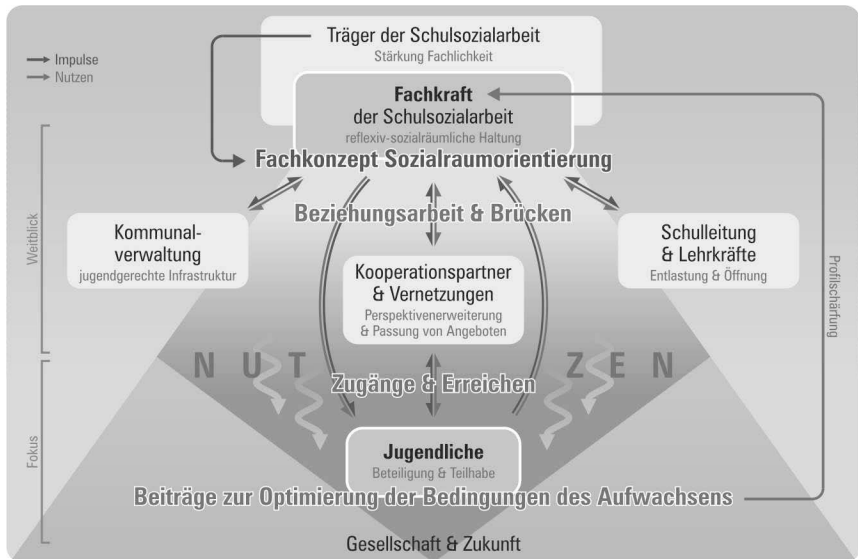 Träger der Schulsozialarbeit
Stärkung Fachlichkeit
Impulse
Nutzen
Fachkraft
der Schulsozialarbeit
reflexiv-sozialräumliche Haltung
Fachkonzept Sozialraumorientierung
Beziehungsarbeit & Brücken
Kommunal-
verwaltung
jugendgerechte Infrastruktur
Schulleitung
& Lehrkräfte
Entlastung & Öffnung
Kooperationspartner
& Vernetzungen
Perspektivenerweiterung
& Passung von Angeboten
Weitblick
Profilschärfung
NUTZEN
Zugänge & Erreichen
Fokus
Jugendliche
Beteiligung & Teilhabe
Beiträge zur Optimierung der Bedingungen des Aufwachsens
Gesellschaft & Zukunft